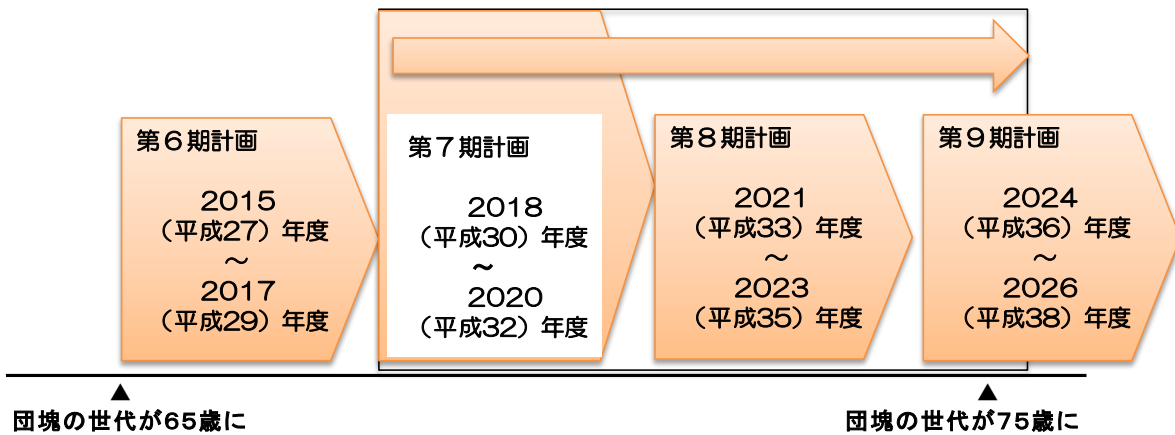 第６期計画
2015
（平成27）年度
～
2017
（平成29）年度
第７期計画
2018
（平成30）年度
～
2020
（平成32）年度
第８期計画
2021
（平成33）年度
～
2023
（平成35）年度
第９期計画
2024
（平成36）年度
～
2026
（平成38）年度
▲
団塊の世代が65歳に
▲
団塊の世代が75歳に